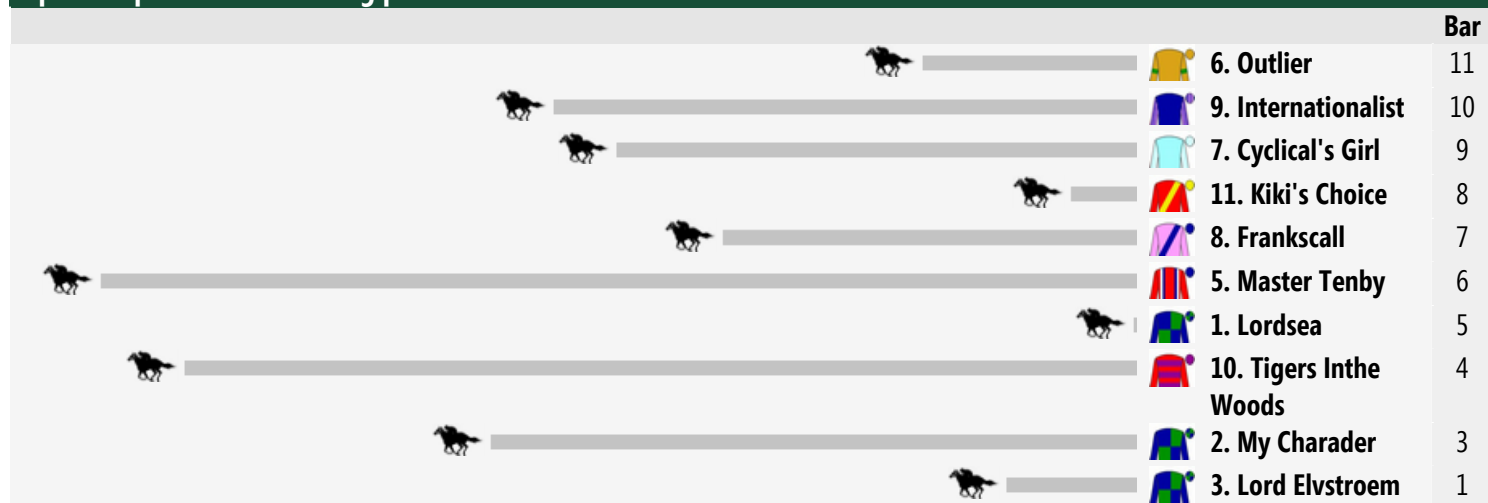 Bar
6. Outlier 11
9. Internationalist 10
7. Cyclical's Girl 9
11. Kiki's Choice 8
8. Frankscall 7
5. Master Tenby 6
1. Lordsea 5
10. Tigers Inthe 4
Woods
2. My Charader 3
3. Lord Elvstroem 1